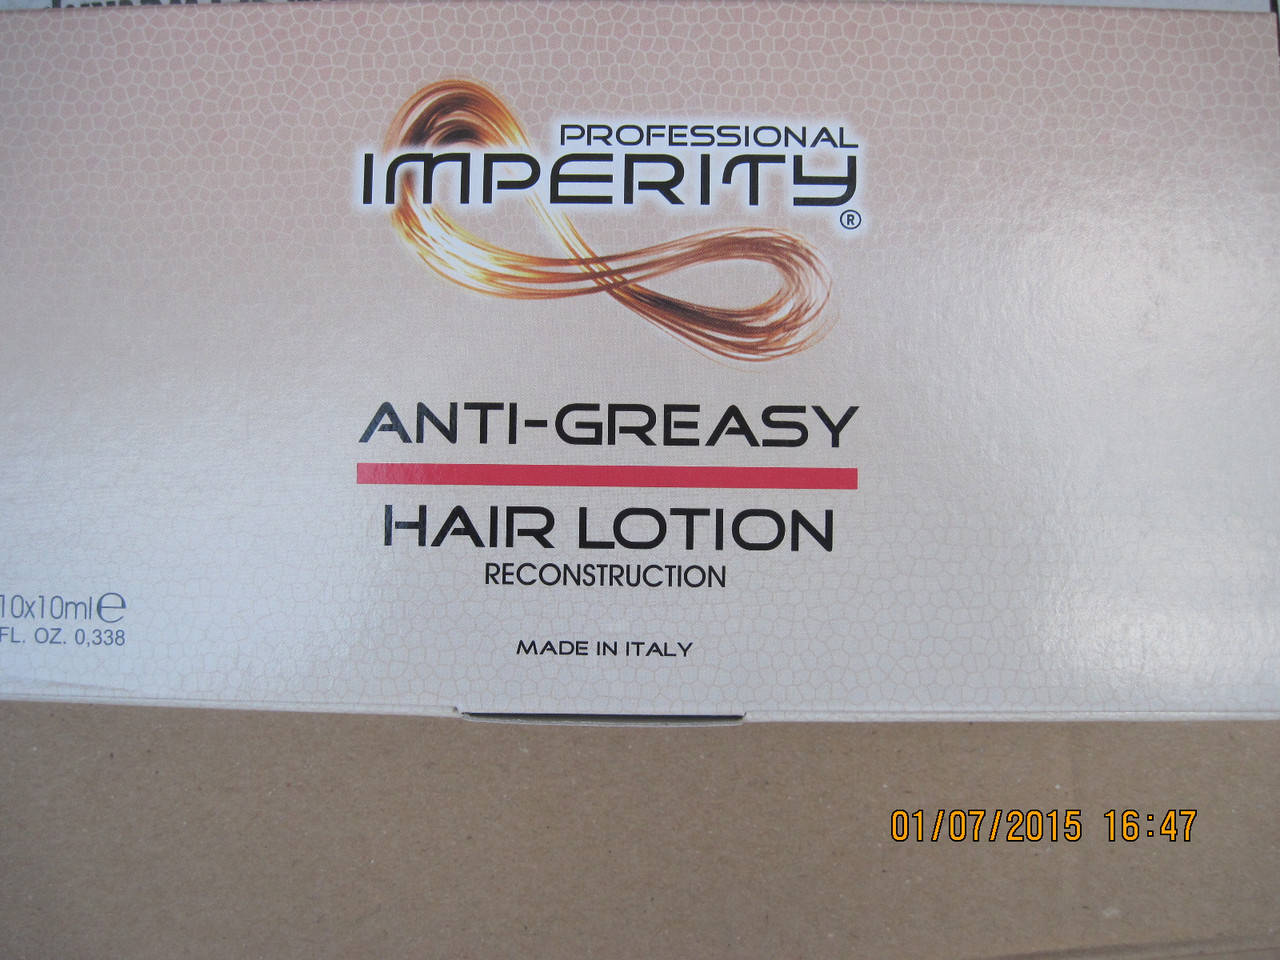 PROFESSIONAL
IMPERITY
®
ANTI-GREASY
HAIR LOTION
RECONSTRUCTION
10x10ml℮
FL. OZ. 0,338
MADE IN ITALY
01/07/2015 16:47